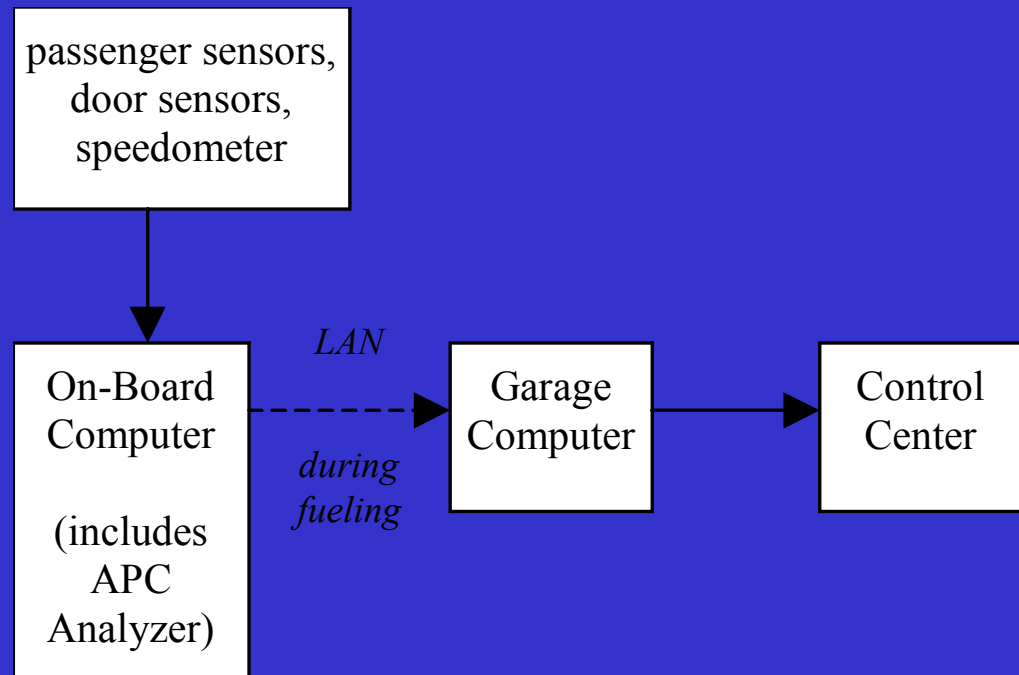 passenger sensors,
door sensors,
speedometer
On-Board
Computer
(includes
APC
Analyzer)
LAN
during
fueling
Garage
Computer
Control
Center